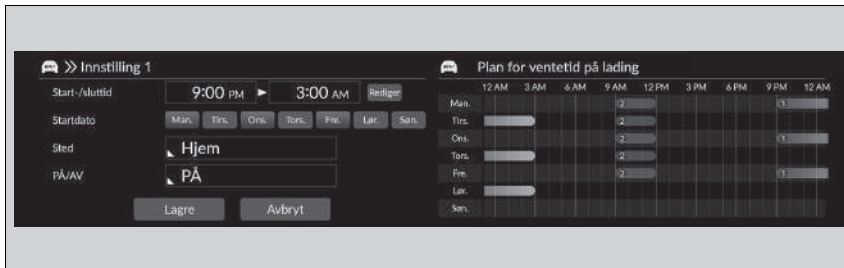 Innstilling 1
Start-/sluttid 9:00 PM ► 3:00 AM Rediger
Startdato Man. Tirs. Ons. Tors. Fre. Lør. Søn.
Sted Hjem
PÅ/AV PÅ
Lagre Avbryt
Plan for ventetid på lading
12 AM 3 AM 6 AM 9 AM 12 PM 3 PM 6 PM 9 PM 12 AM
Man. 2 1
Tirs. 2
Ons. 2 1
Tors. 2
Fre. 2 1
Lør.
Søn.